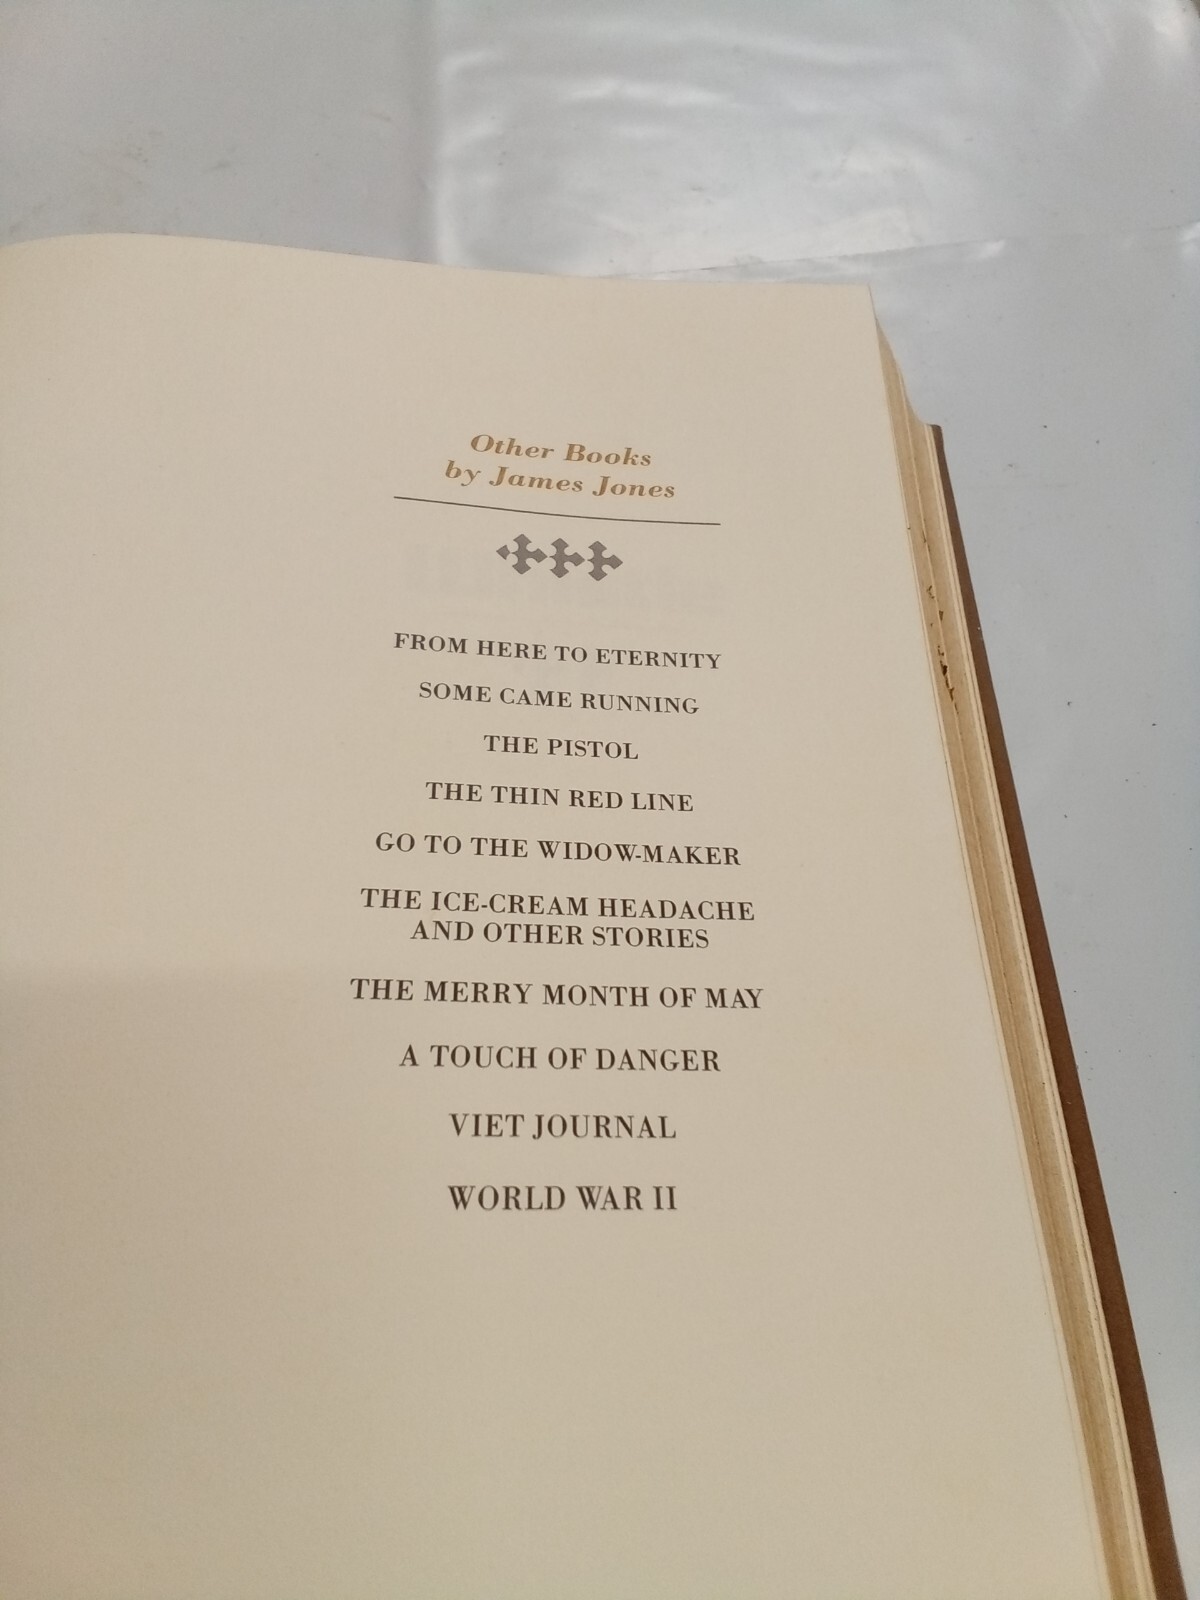 Other Books
by James Jones
FROM HERE TO ETERNITY
SOME CAME RUNNING
THE PISTOL
THE THIN RED LINE
GO TO THE WIDOW-MAKER
THE ICE-CREAM HEADACHE
AND OTHER STORIES
THE MERRY MONTH OF MAY
A TOUCH OF DANGER
VIET JOURNAL
WORLD WAR II